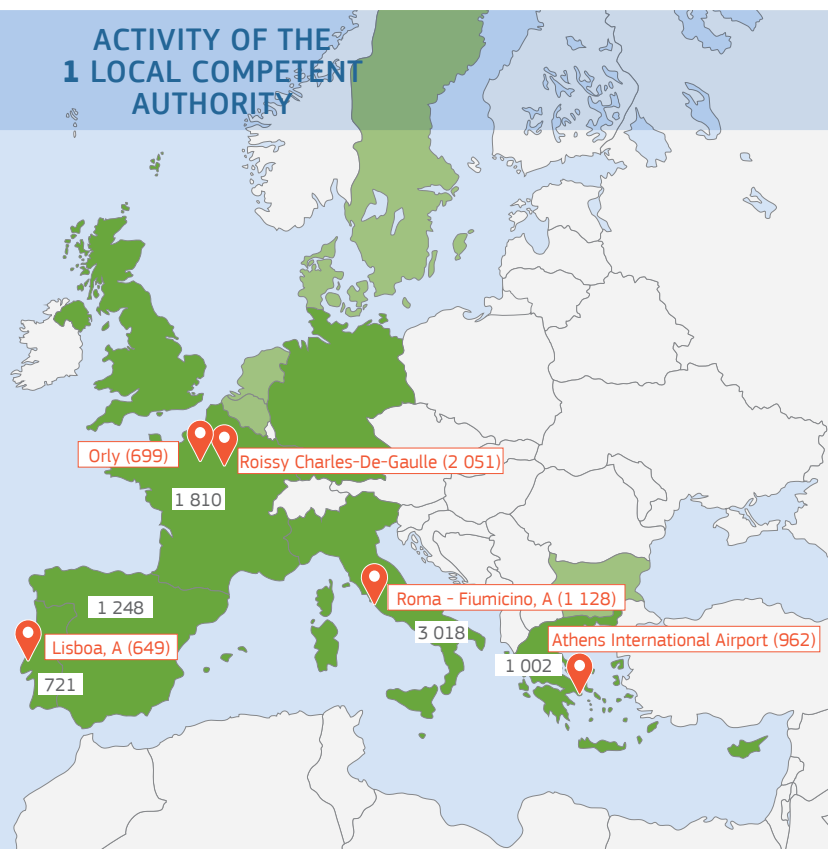 ACTIVITY OF THE
1 LOCAL COMPETENT
AUTHORITY
Orly (699)
Roissy Charles-De-Gaulle (2 051)
1 810
Roma - Fiumicino, A (1 128)
1 248
3 018
Athens International Airport (962)
Lisboa, A (649)
1 002
721